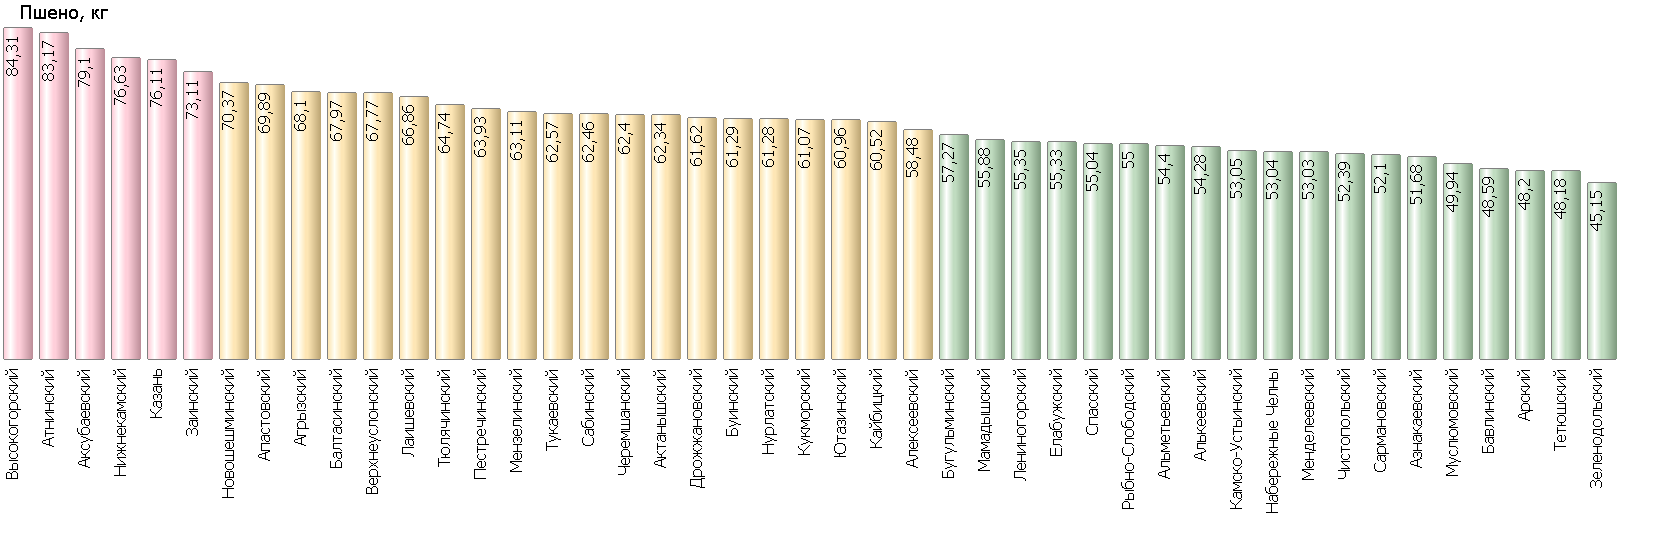 Пшено, кг
84,31
83,17
79,1
76,63
76,11
73,11
70,37
69,89
68,1
67,97
67,77
66,86
64,74
63,93
63,11
62,57
62,46
62,4
62,34
61,62
61,29
61,28
61,07
60,96
60,52
58,48
57,27
55,88
55,35
55,33
55,04
55
54,4
54,28
53,05
53,04
53,03
52,39
52,1
51,68
49,94
48,59
48,2
48,18
45,15
Высокогорский
Атнинский
Аксубаевский
Нижнекамский
Казань
Заинский
Новошешминский
Апастовский
Агрызский
Балтасинский
Верхнеуслонский
Лаишевский
Тюлячинский
Пестречинский
Мензелинский
Тукаевский
Сабинский
Черемшанский
Актанышский
Дрожжановский
Буинский
Нурлатский
Кукморский
Ютазинский
Кайбицкий
Алексеевский
Бугульминский
Мамадышский
Лениногорский
Елабужский
Спасский
Рыбно-Слободский
Альметьевский
Алькеевский
Камско-Устьинский
Набережные Челны
Менделеевский
Чистопольский
Сармановский
Азнакаевский
Муслюмовский
Бавлинский
Арский
Тетюшский
Зеленодольский